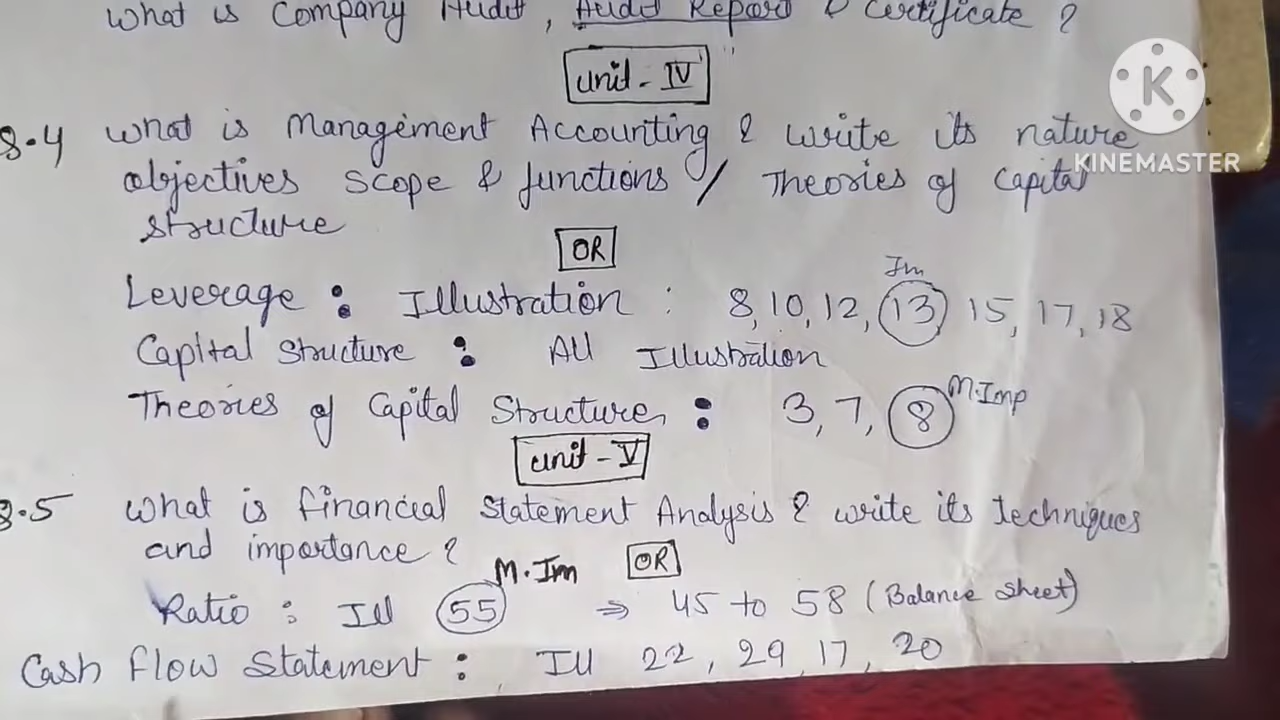 What is Company Audit, Audit Report & Certificate ?
Unit - IV
8.4 What is Management Accounting ? write its nature
objectives scope & functions / Theories of Capital
structure
OR
Im
Leverage : Illustration : 8, 10, 12, 13 15, 17, 18
Capital Structure : All Illustration
Theories of Capital Structure : 3, 7, 8 M.Imp
Unit - V
8.5 What is financial Statement Analysis ? write its techniques
and importance ?
M.Im OR
Ratio : Ill 55 ⇒ 45 to 58 (Balance Sheet)
Cash flow Statement : Ill 22, 29, 17, 20
K
KINEMASTER